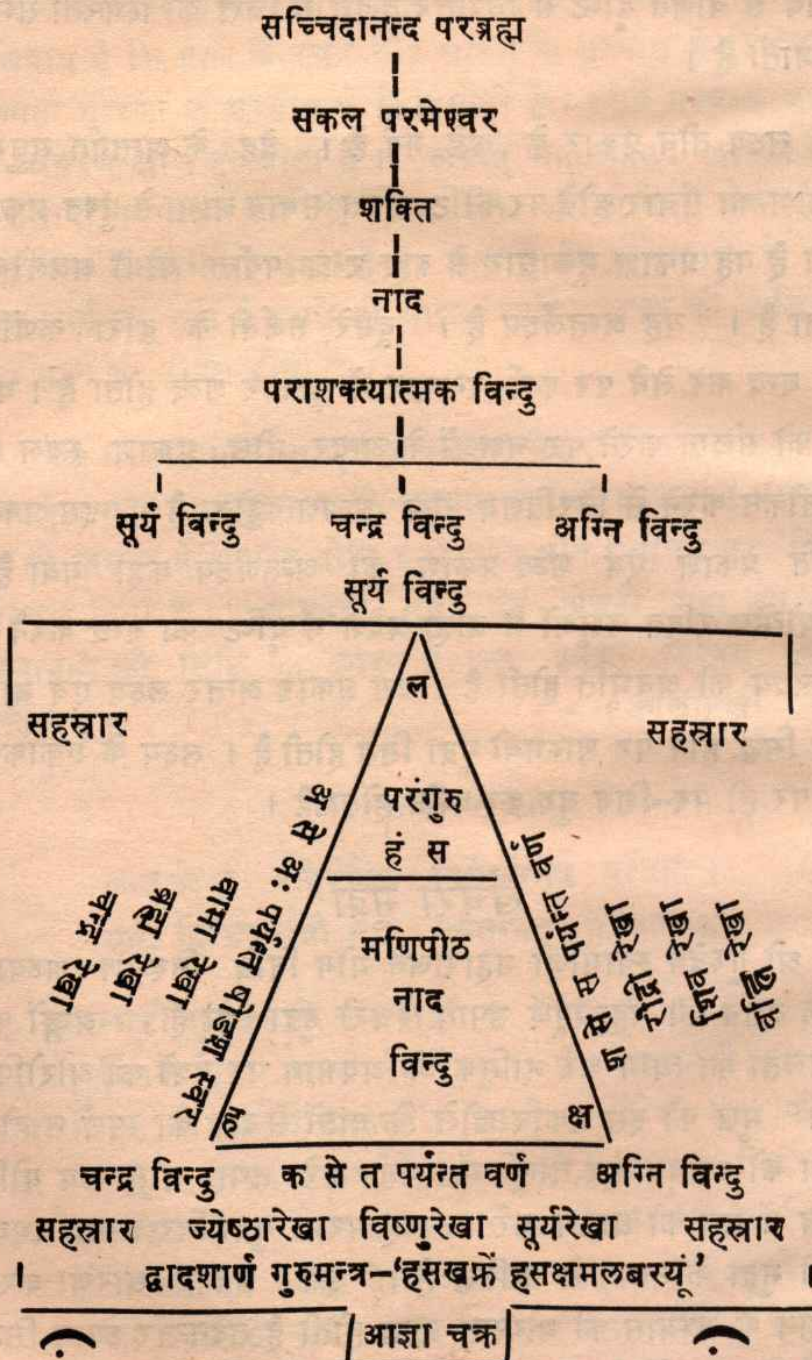 सच्चिदानन्द परब्रह्म
सकल परमेश्वर
शक्ति
नाद
पराशक्त्यात्मक विन्दु
सूर्य विन्दु चन्द्र विन्दु अग्नि विन्दु
सूर्य विन्दु
ल
सहस्रार सहस्रार
परंगुरु
हं स
अ से अः पर्यन्त षोडश स्वर
वामा रेखा
ब्रह्म रेखा
चन्द्र रेखा
मणिपीठ
नाद
विन्दु
से स पर्यन्त वर्ण
रौद्री रेखा
शिव रेखा
वह्नि रेखा
ह क्ष
चन्द्र विन्दु क से त पर्यन्त वर्ण अग्नि विन्दु
सहस्रार ज्येष्ठारेखा विष्णुरेखा सूर्यरेखा सहस्रार
द्वादशार्ण गुरुमन्त्र–‘हसखफ्रें हसक्षमलबरयूं’
आज्ञा चक्र